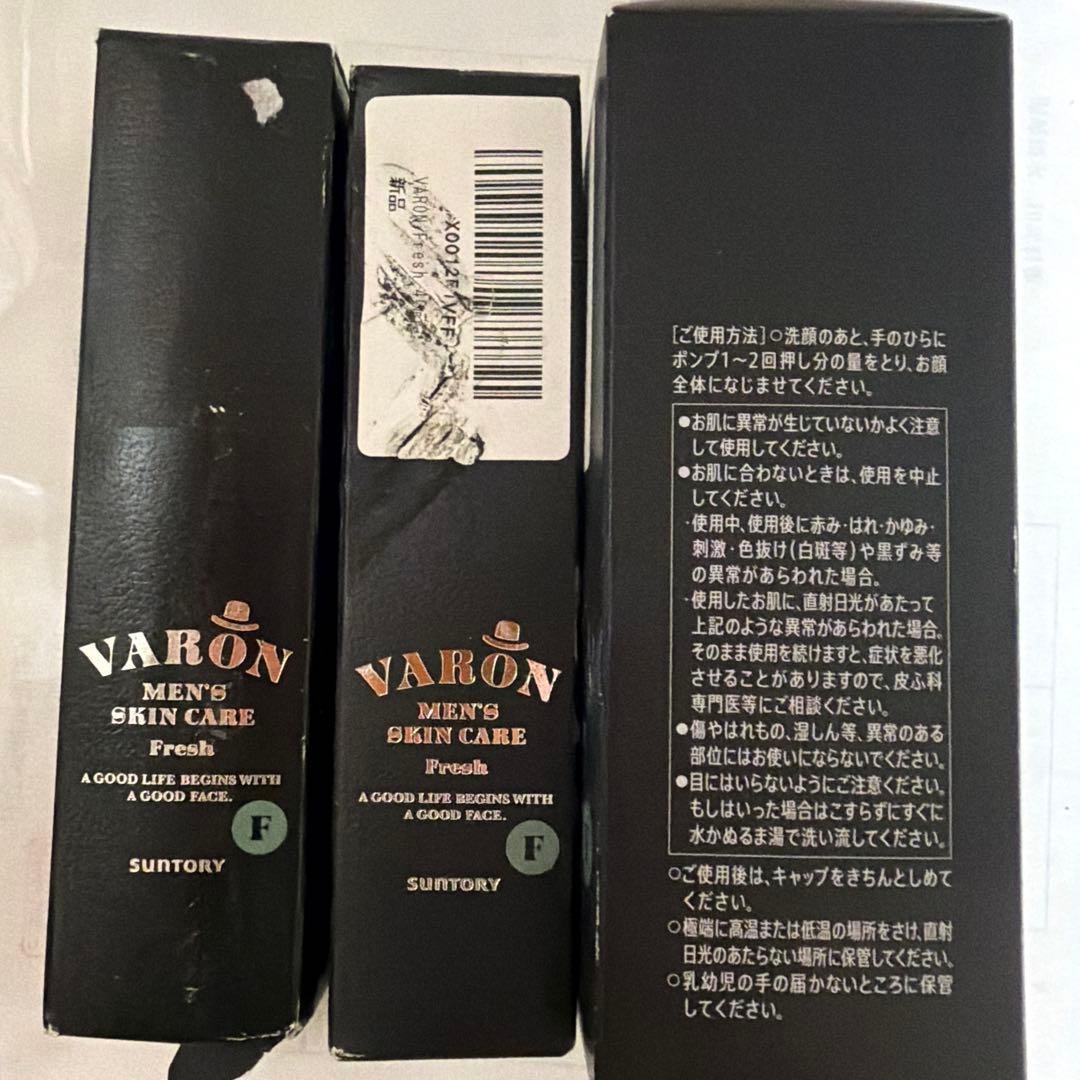 VARON
MEN'S
SKIN CARE
Fresh
A GOOD LIFE BEGINS WITH
A GOOD FACE.
F
SUNTORY
VARON Fresh
新品
VARON
MEN'S
SKIN CARE
Fresh
A GOOD LIFE BEGINS WITH
A GOOD FACE.
F
SUNTORY
[ご使用方法]○洗顔のあと、手のひらに
ポンプ1〜2回押し分の量をとり、お顔
全体になじませてください。
●お肌に異常が生じていないかよく注意
して使用してください。
●お肌に合わないときは、使用を中止
してください。
・使用中、使用後に赤み・はれ・かゆみ・
刺激・色抜け(白斑等)や黒ずみ等
の異常があらわれた場合。
・使用したお肌に、直射日光があたって
上記のような異常があらわれた場合。
そのまま使用を続けますと、症状を悪化
させることがありますので、皮ふ科
専門医等にご相談ください。
●傷やはれもの、湿しん等、異常のある
部位にはお使いにならないでください。
●目にはいらないようにご注意ください。
もしはいった場合はこすらずにすぐに
水かぬるま湯で洗い流してください。
○ご使用後は、キャップをきちんとしめて
ください。
○極端に高温または低温の場所をさけ、直射
日光のあたらない場所に保管してください。
○乳幼児の手の届かないところに保管
してください。